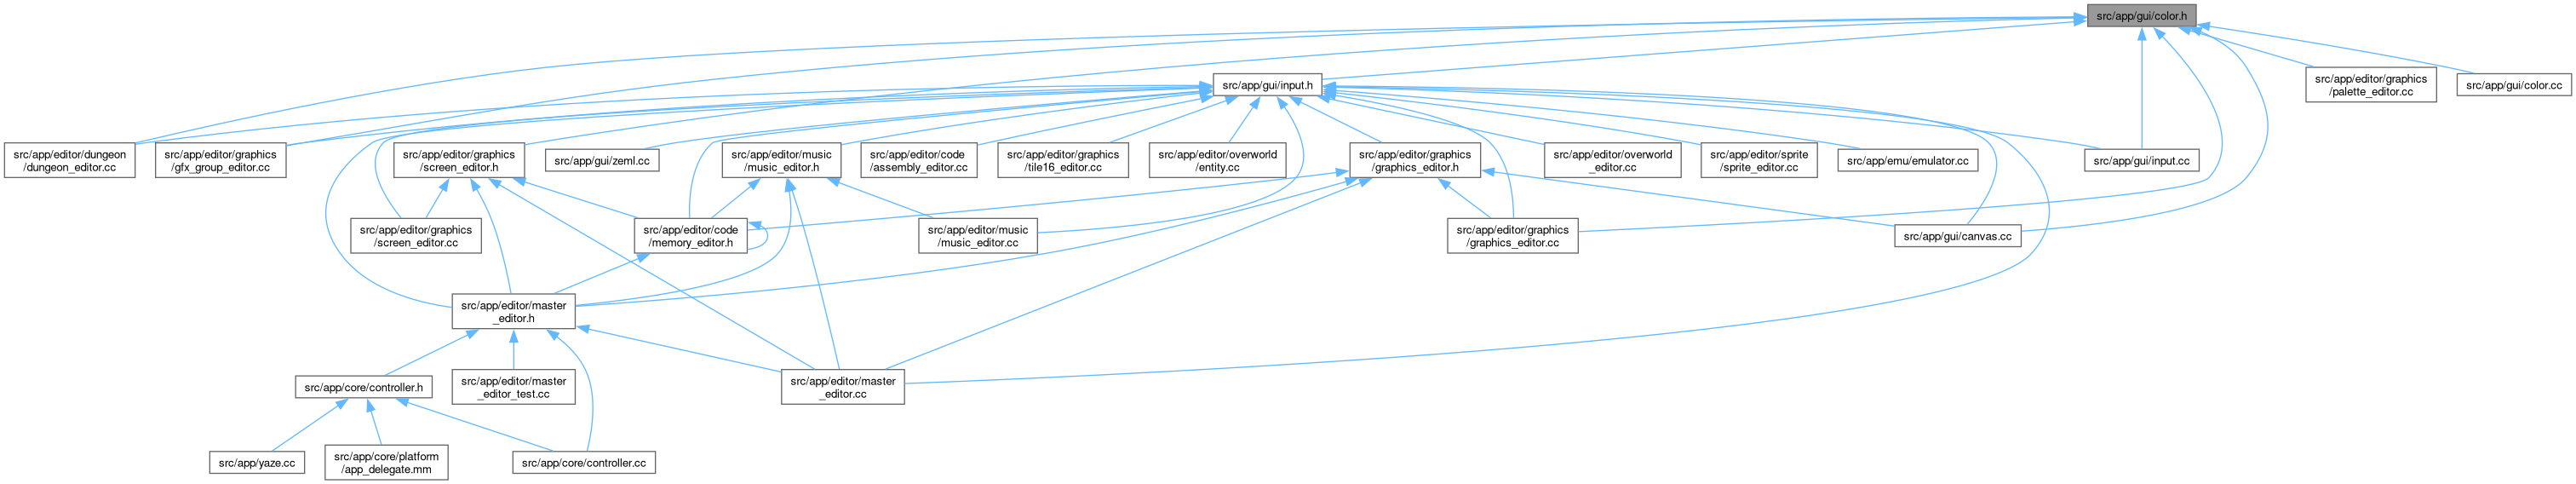 src/app/gui/color.h
src/app/gui/input.h
src/app/editor/graphics
/palette_editor.cc
src/app/gui/color.cc
src/app/editor/dungeon
/dungeon_editor.cc
src/app/editor/graphics
/gfx_group_editor.cc
src/app/editor/graphics
/screen_editor.h
src/app/gui/zeml.cc
src/app/editor/music
/music_editor.h
src/app/editor/code
/assembly_editor.cc
src/app/editor/graphics
/tile16_editor.cc
src/app/editor/overworld
/entity.cc
src/app/editor/graphics
/graphics_editor.h
src/app/editor/overworld
_editor.cc
src/app/editor/sprite
/sprite_editor.cc
src/app/emu/emulator.cc
src/app/gui/input.cc
src/app/editor/graphics
/screen_editor.cc
src/app/editor/code
/memory_editor.h
src/app/editor/music
/music_editor.cc
src/app/editor/graphics
/graphics_editor.cc
src/app/gui/canvas.cc
src/app/editor/master
_editor.h
src/app/core/controller.h
src/app/editor/master
_editor_test.cc
src/app/editor/master
_editor.cc
src/app/yaze.cc
src/app/core/platform
/app_delegate.mm
src/app/core/controller.cc